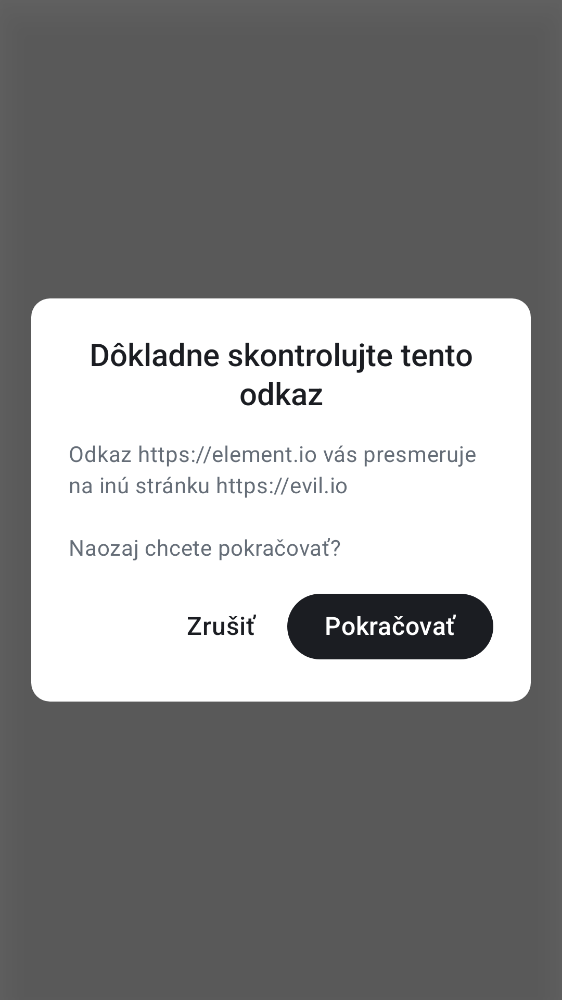 Dôkladne skontrolujte tento
odkaz
Odkaz https://element.io vás presmeruje
na inú stránku https://evil.io
Naozaj chcete pokračovať?
Zrušiť
Pokračovať